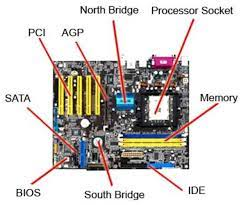 North Bridge
Processor Socket
PCI
AGP
SATA
Memory
BIOS
South Bridge
IDE